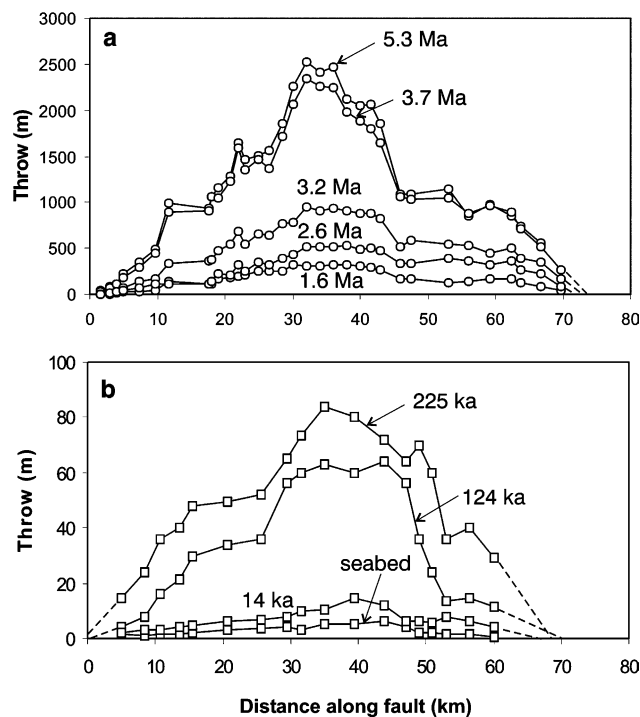 a
5.3 Ma
3.7 Ma
3.2 Ma
2.6 Ma
1.6 Ma
Throw (m)
3000
2500
2000
1500
1000
500
0
0 10 20 30 40 50 60 70 80
b
225 ka
124 ka
seabed
14 ka
Throw (m)
100
80
60
40
20
0
0 10 20 30 40 50 60 70 80
Distance along fault (km)